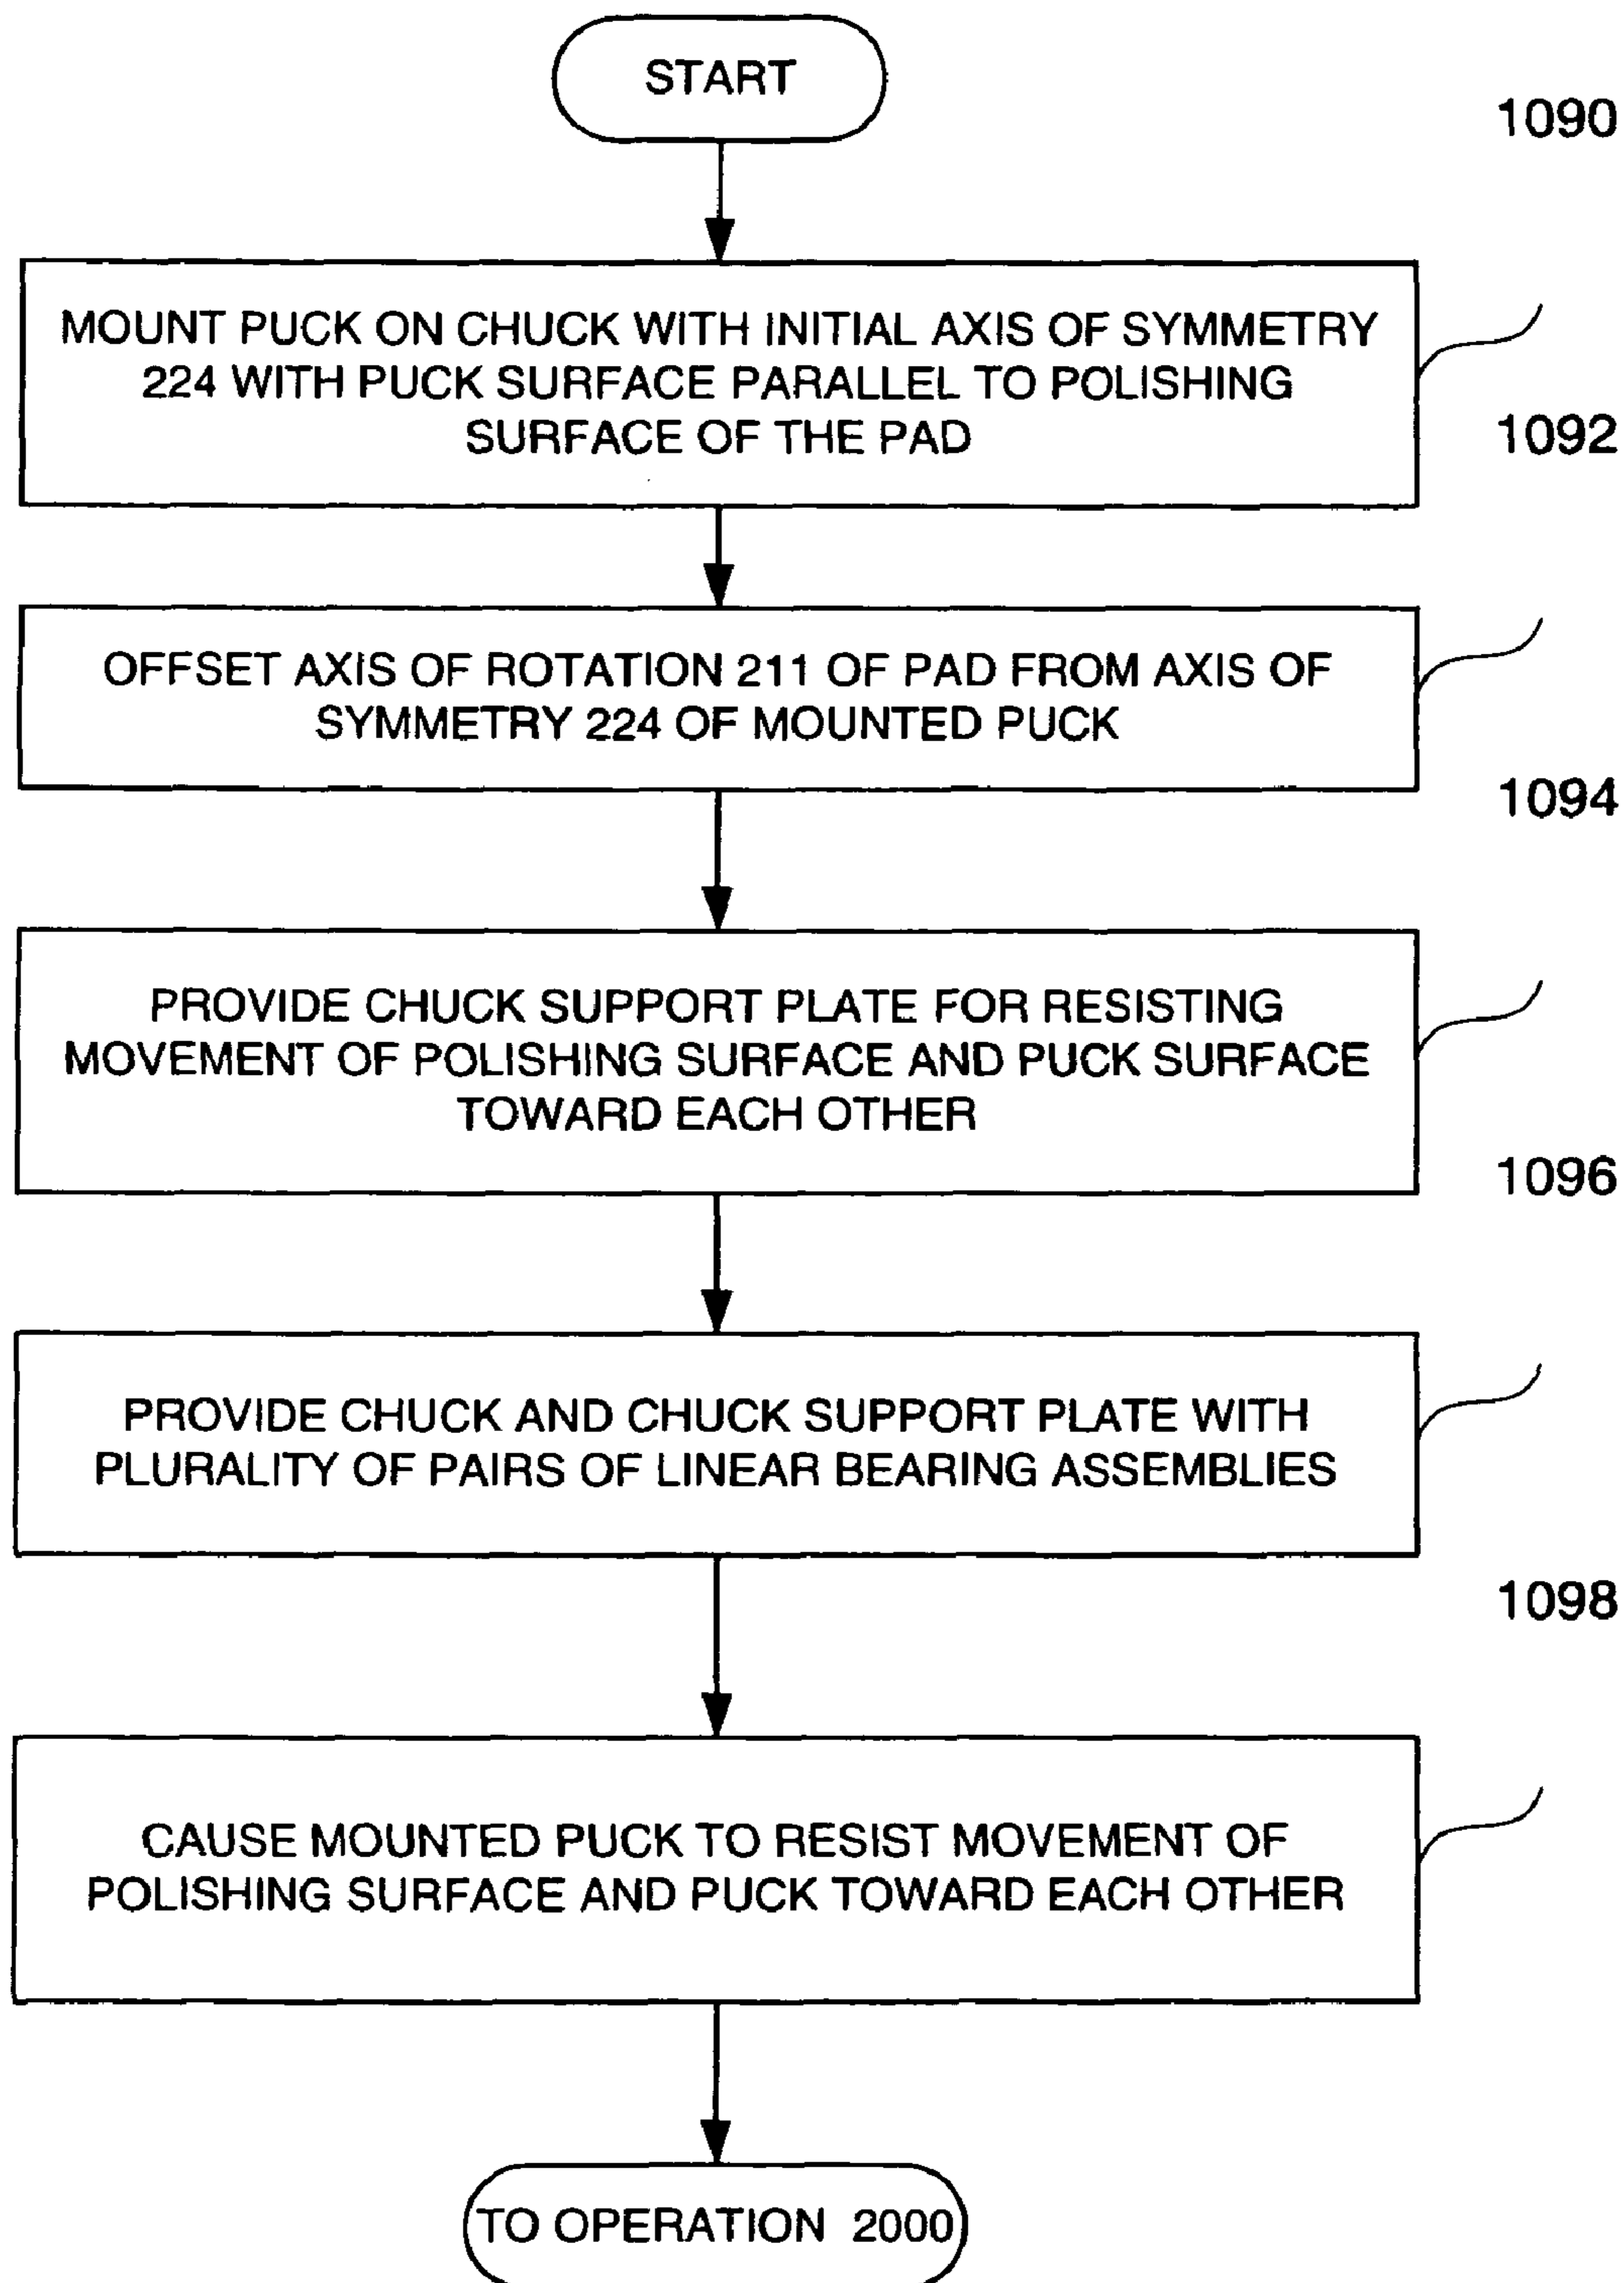 START
1090
MOUNT PUCK ON CHUCK WITH INITIAL AXIS OF SYMMETRY
224 WITH PUCK SURFACE PARALLEL TO POLISHING
SURFACE OF THE PAD
1092
OFFSET AXIS OF ROTATION 211 OF PAD FROM AXIS OF
SYMMETRY 224 OF MOUNTED PUCK
1094
PROVIDE CHUCK SUPPORT PLATE FOR RESISTING
MOVEMENT OF POLISHING SURFACE AND PUCK SURFACE
TOWARD EACH OTHER
1096
PROVIDE CHUCK AND CHUCK SUPPORT PLATE WITH
PLURALITY OF PAIRS OF LINEAR BEARING ASSEMBLIES
1098
CAUSE MOUNTED PUCK TO RESIST MOVEMENT OF
POLISHING SURFACE AND PUCK TOWARD EACH OTHER
TO OPERATION 2000